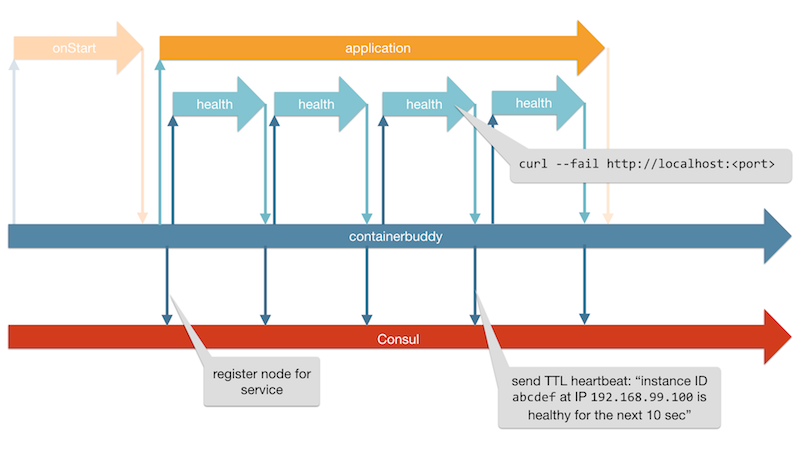 onStart
application
health
health
health
health
curl --fail http://localhost:<port>
containerbuddy
Consul
register node for
service
send TTL heartbeat: “instance ID
abcdef at IP 192.168.99.100 is
healthy for the next 10 sec”